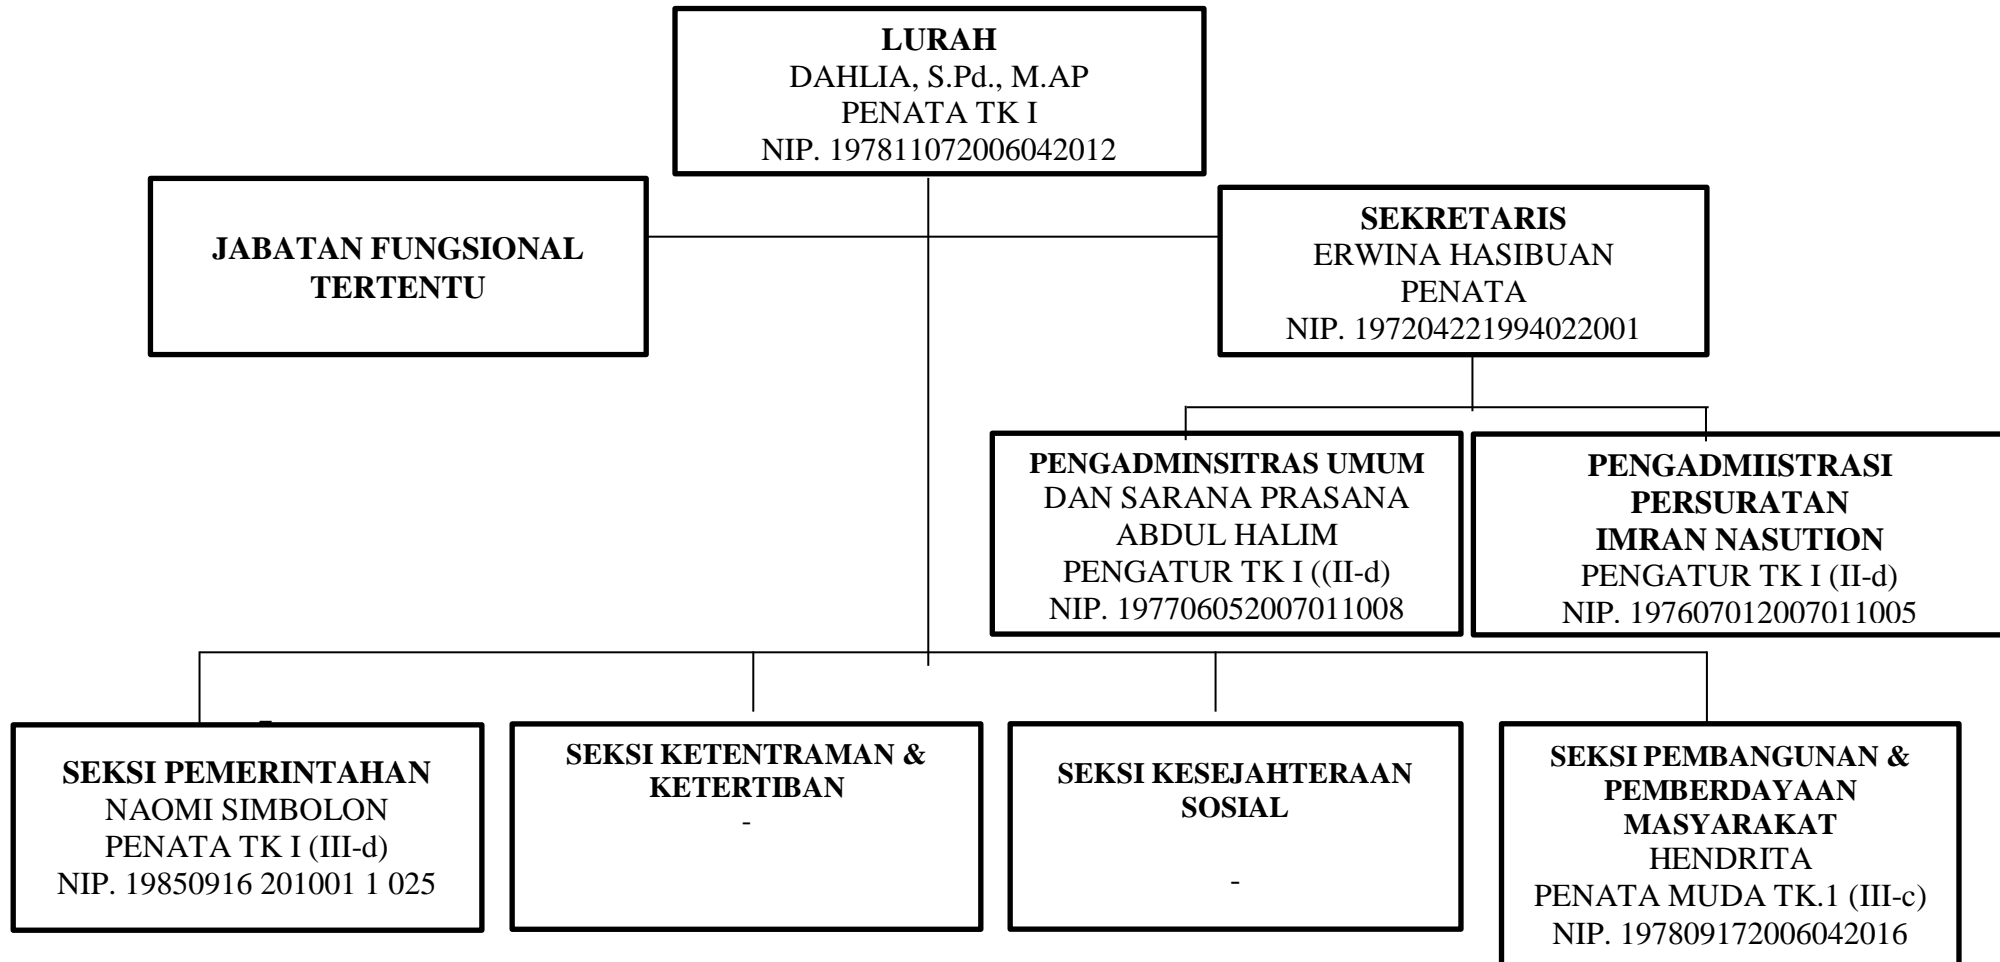 LURAH
DAHLIA, S.Pd., M.AP
PENATA TK I
NIP. 197811072006042012
JABATAN FUNGSIONAL
TERTENTU
SEKRETARIS
ERWINA HASIBUAN
PENATA
NIP. 197204221994022001
PENGADMINSITRAS UMUM
DAN SARANA PRASANA
ABDUL HALIM
PENGATUR TK I ((II-d)
NIP. 197706052007011008
PENGADMIISTRASI
PERSURATAN
IMRAN NASUTION
PENGATUR TK I (II-d)
NIP. 197607012007011005
SEKSI PEMERINTAHAN
NAOMI SIMBOLON
PENATA TK I (III-d)
NIP. 19850916 201001 1 025
SEKSI KETENTRAMAN &
KETERTIBAN
-
SEKSI KESEJAHTERAAN
SOSIAL
-
SEKSI PEMBANGUNAN &
PEMBERDAYAAN
MASYARAKAT
HENDRITA
PENATA MUDA TK.1 (III-c)
NIP. 197809172006042016